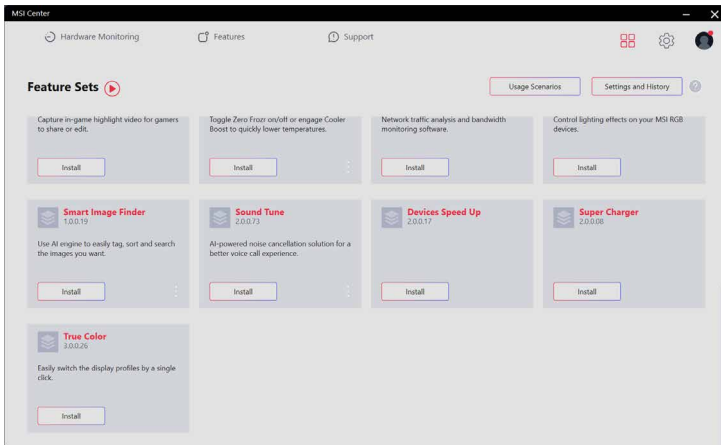 MSI Center
Hardware Monitoring
Features
Support
Feature Sets
Usage Scenarios
Settings and History
Capture in-game highlight video for gamers
to share or edit.
Install
Toggle Zero Frozr on/off or engage Cooler
Boost to quickly lower temperatures.
Install
Network traffic analysis and bandwidth
monitoring software.
Install
Control lighting effects on your MSI RGB
devices.
Install
Smart Image Finder
1.0.0.19
Use AI engine to easily tag, sort and search
the images you want.
Install
Sound Tune
2.0.0.73
AI-powered noise cancellation solution for a
better voice call experience.
Install
Devices Speed Up
2.0.0.17
Install
Super Charger
2.0.0.08
Install
True Color
3.0.0.26
Easily switch the display profiles by a single
click.
Install